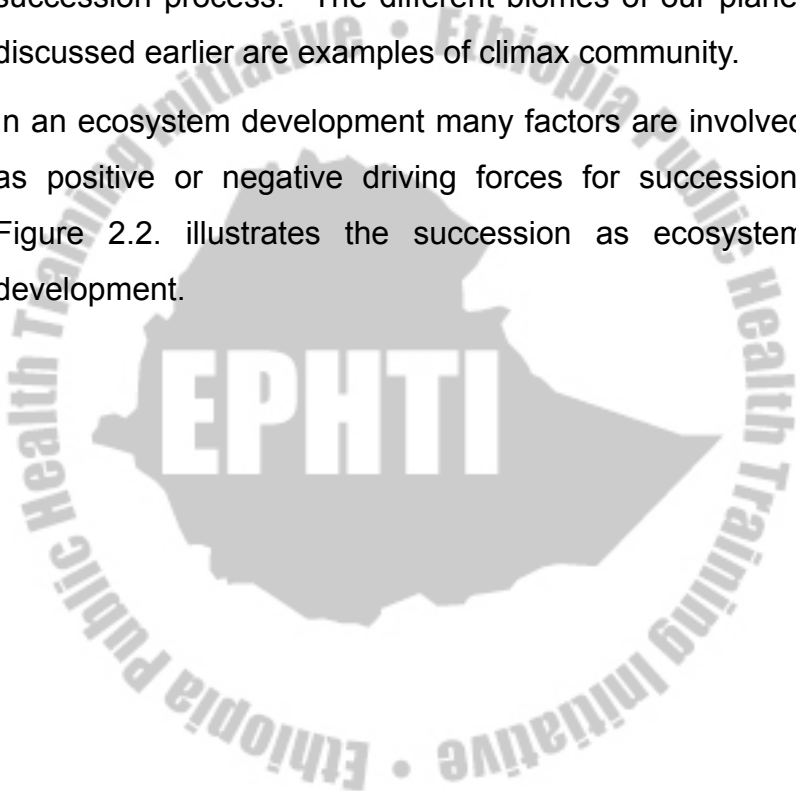 succession process. The different biomes of our plane
discussed earlier are examples of climax community.
n an ecosystem development many factors are involved
as positive or negative driving forces for succession
Figure 2.2. illustrates the succession as ecosystem
development.
EPHTI
Ethiopia Public Health Training Initiative • Ethiopia Public Health Training Initiative •